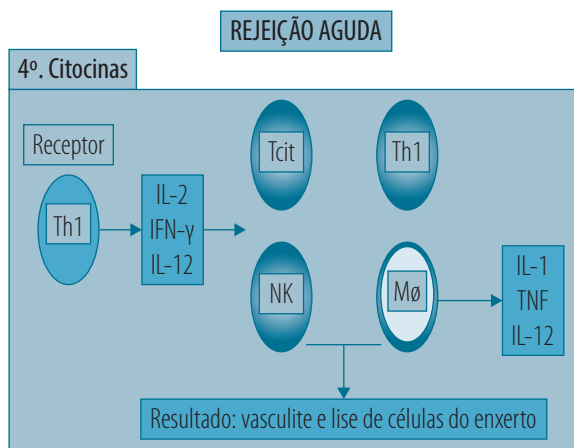 REJEIÇÃO AGUDA
4º. Citocinas
Receptor
Th1
IL-2
IFN-γ
IL-12
Tcit
Th1
NK
Mø
IL-1
TNF
IL-12
Resultado: vasculite e lise de células do enxerto